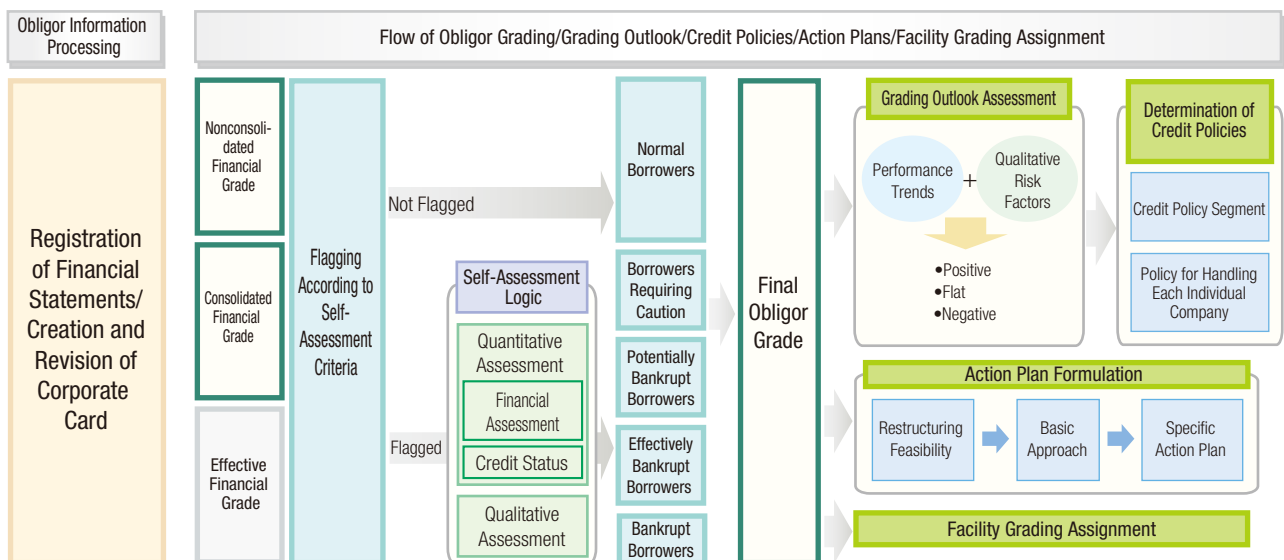 Obligor Information
Processing
Flow of Obligor Grading/Grading Outlook/Credit Policies/Action Plans/Facility Grading Assignment
Registration
of Financial
Statements/
Creation and
Revision of
Corporate
Card
Nonconsoli-
dated
Financial
Grade
Consolidated
Financial
Grade
Effective
Financial
Grade
Flagging
According to
Self-
Assessment
Criteria
Not Flagged
Flagged
Self-Assessment
Logic
Quantitative
Assessment
Financial
Assessment
Credit Status
Qualitative
Assessment
Normal
Borrowers
Borrowers
Requiring
Caution
Potentially
Bankrupt
Borrowers
Effectively
Bankrupt
Borrowers
Bankrupt
Borrowers
Final
Obligor
Grade
Grading Outlook Assessment
Performance
Trends
+
Qualitative
Risk
Factors
•Positive
•Flat
•Negative
Determination of
Credit Policies
Credit Policy Segment
Policy for Handling
Each Individual
Company
Action Plan Formulation
Restructuring
Feasibility
Basic
Approach
Specific
Action Plan
Facility Grading Assignment